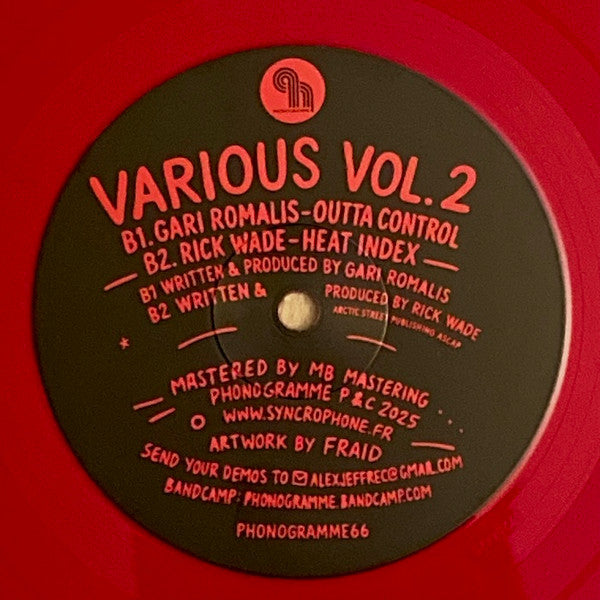 PHONOGRAMME
VARIOUS VOL. 2
B1. GARI ROMALIS - OUTTA CONTROL
B2. RICK WADE - HEAT INDEX
B1 WRITTEN & PRODUCED BY GARI ROMALIS
B2 WRITTEN & PRODUCED BY RICK WADE
ARCTIC STREET PUBLISHING ASCAP
MASTERED BY MB MASTERING
PHONOGRAMME P&C 2025
WWW.SYNCROPHONE.FR
ARTWORK BY FRAID
SEND YOUR DEMOS TO ALEXJEFFREC@GMAIL.COM
BANDCAMP: PHONOGRAMME.BANDCAMP.COM
PHONOGRAMME66